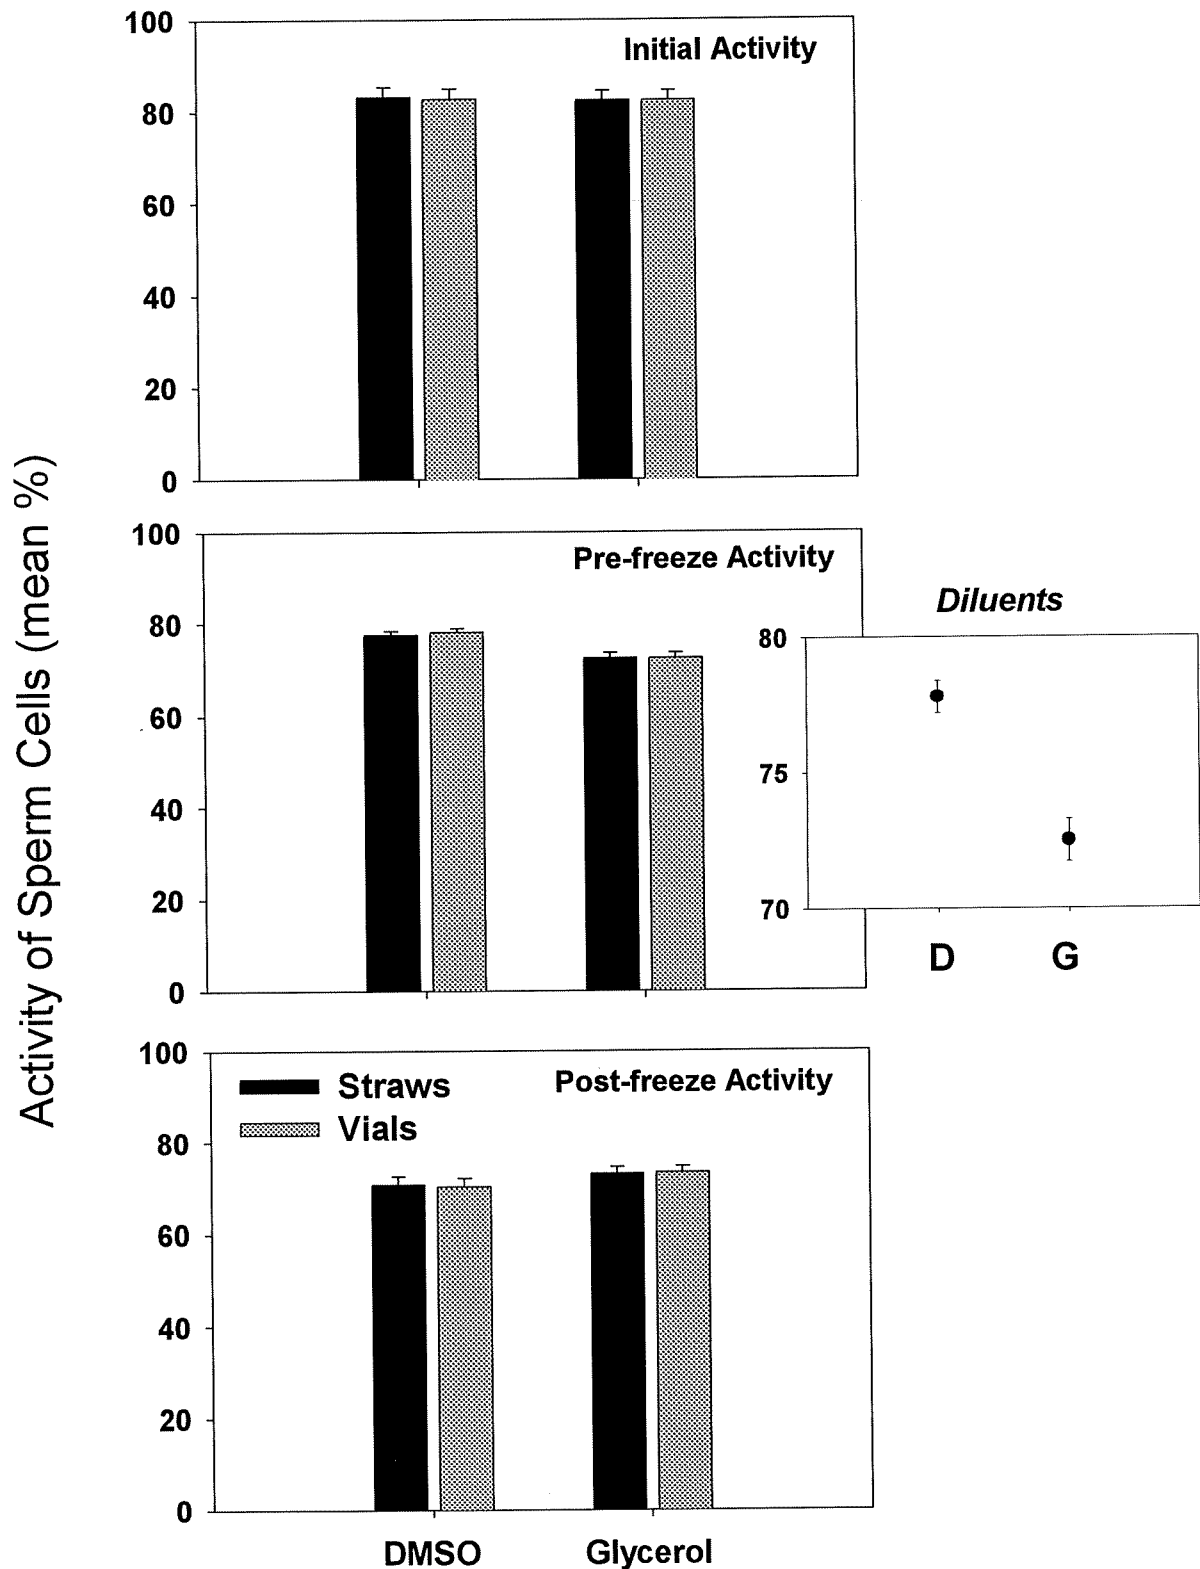 Activity of Sperm Cells (mean %)
Initial Activity
100
80
60
40
20
0
Pre-freeze Activity
100
80
60
40
20
0
Diluents
80
75
70
D G
Post-freeze Activity
Straws
Vials
100
80
60
40
20
0
DMSO Glycerol